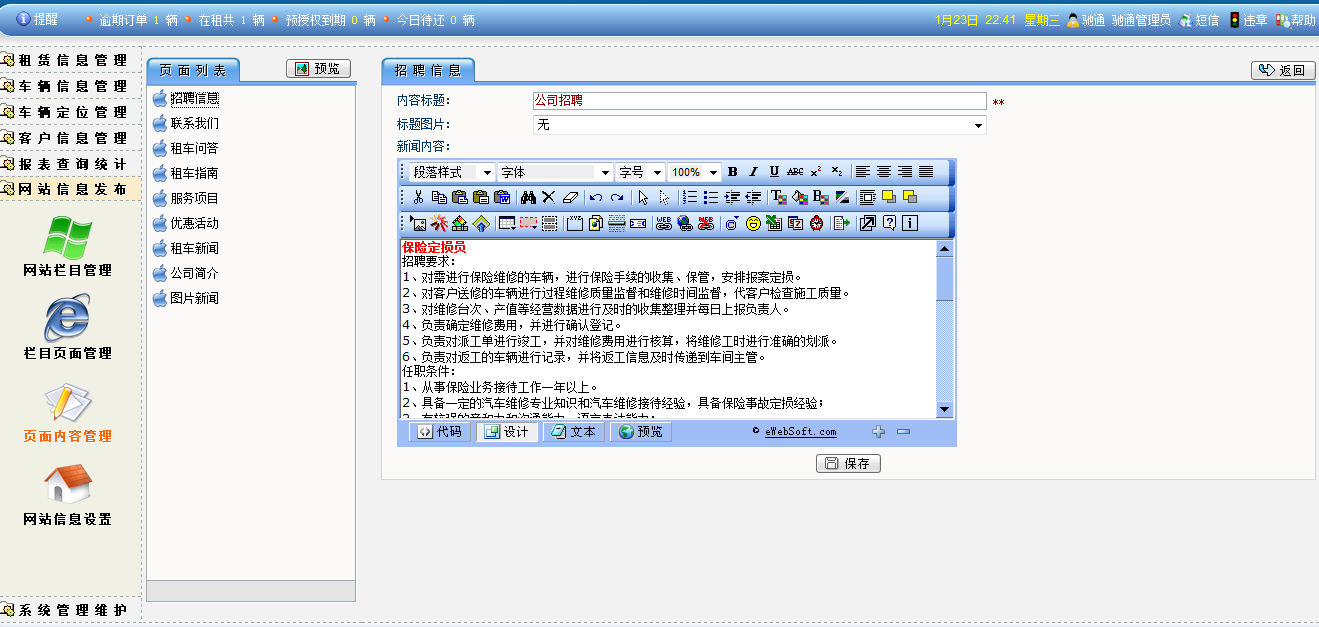 提醒 逾期订单 1 辆 在租共 1 辆 预授权到期 0 辆 今日待还 0 辆 1月23日 22:41 星期三 驰通 驰通管理员 短信 违章 帮助
租赁信息管理
车辆信息管理
车辆定位管理
客户信息管理
报表查询统计
网站信息发布
网站栏目管理
栏目页面管理
页面内容管理
网站信息设置
系统管理维护
页面列表 预览
招聘信息
联系我们
租车问答
租车指南
服务项目
优惠活动
租车新闻
公司简介
图片新闻
招聘信息 返回
内容标题: 公司招聘 **
标题图片: 无
新闻内容:
段落样式 字体 字号 100% B I U ABC x² x₂
保险定损员
招聘要求:
1、对需进行保险维修的车辆，进行保险手续的收集、保管，安排报案定损。
2、对客户送修的车辆进行过程维修质量监督和维修时间监督，代客户检查施工质量。
3、对维修台次、产值等经营数据进行及时的收集整理并每日上报负责人。
4、负责确定维修费用，并进行确认登记。
5、负责对派工单进行竣工，并对维修费用进行核算，将维修工时进行准确的划派。
6、负责对返工的车辆进行记录，并将返工信息及时传递到车间主管。
任职条件:
1、从事保险业务接待工作一年以上。
2、具备一定的汽车维修专业知识和汽车维修接待经验，具备保险事故定损经验;
代码 设计 文本 预览 © eWebSoft.com
保存